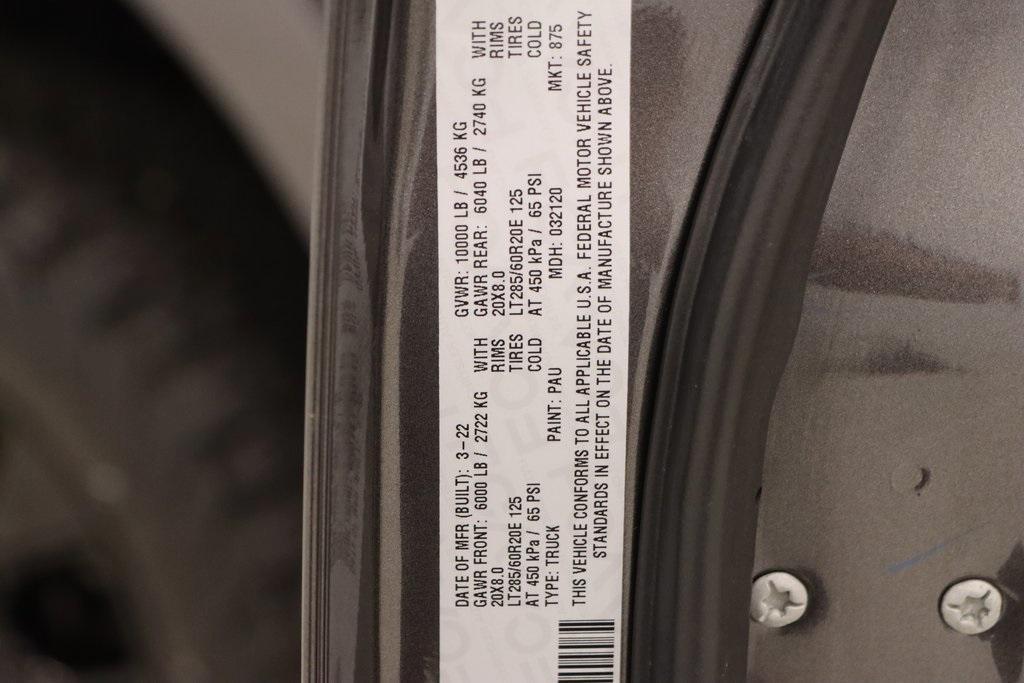 DATE OF MFR (BUILT): 3-22 GVWR: 10000 LB / 4536 KG
GAWR FRONT: 6000 LB / 2722 KG WITH GAWR REAR: 6040 LB / 2740 KG WITH
20X8.0 RIMS 20X8.0 RIMS
LT285/60R20E 125 TIRES LT285/60R20E 125 TIRES
AT 450 kPa / 65 PSI COLD AT 450 kPa / 65 PSI COLD
TYPE: TRUCK PAINT: PAU MDH: 032120 MKT: 875
THIS VEHICLE CONFORMS TO ALL APPLICABLE U.S.A. FEDERAL MOTOR VEHICLE SAFETY
STANDARDS IN EFFECT ON THE DATE OF MANUFACTURE SHOWN ABOVE.